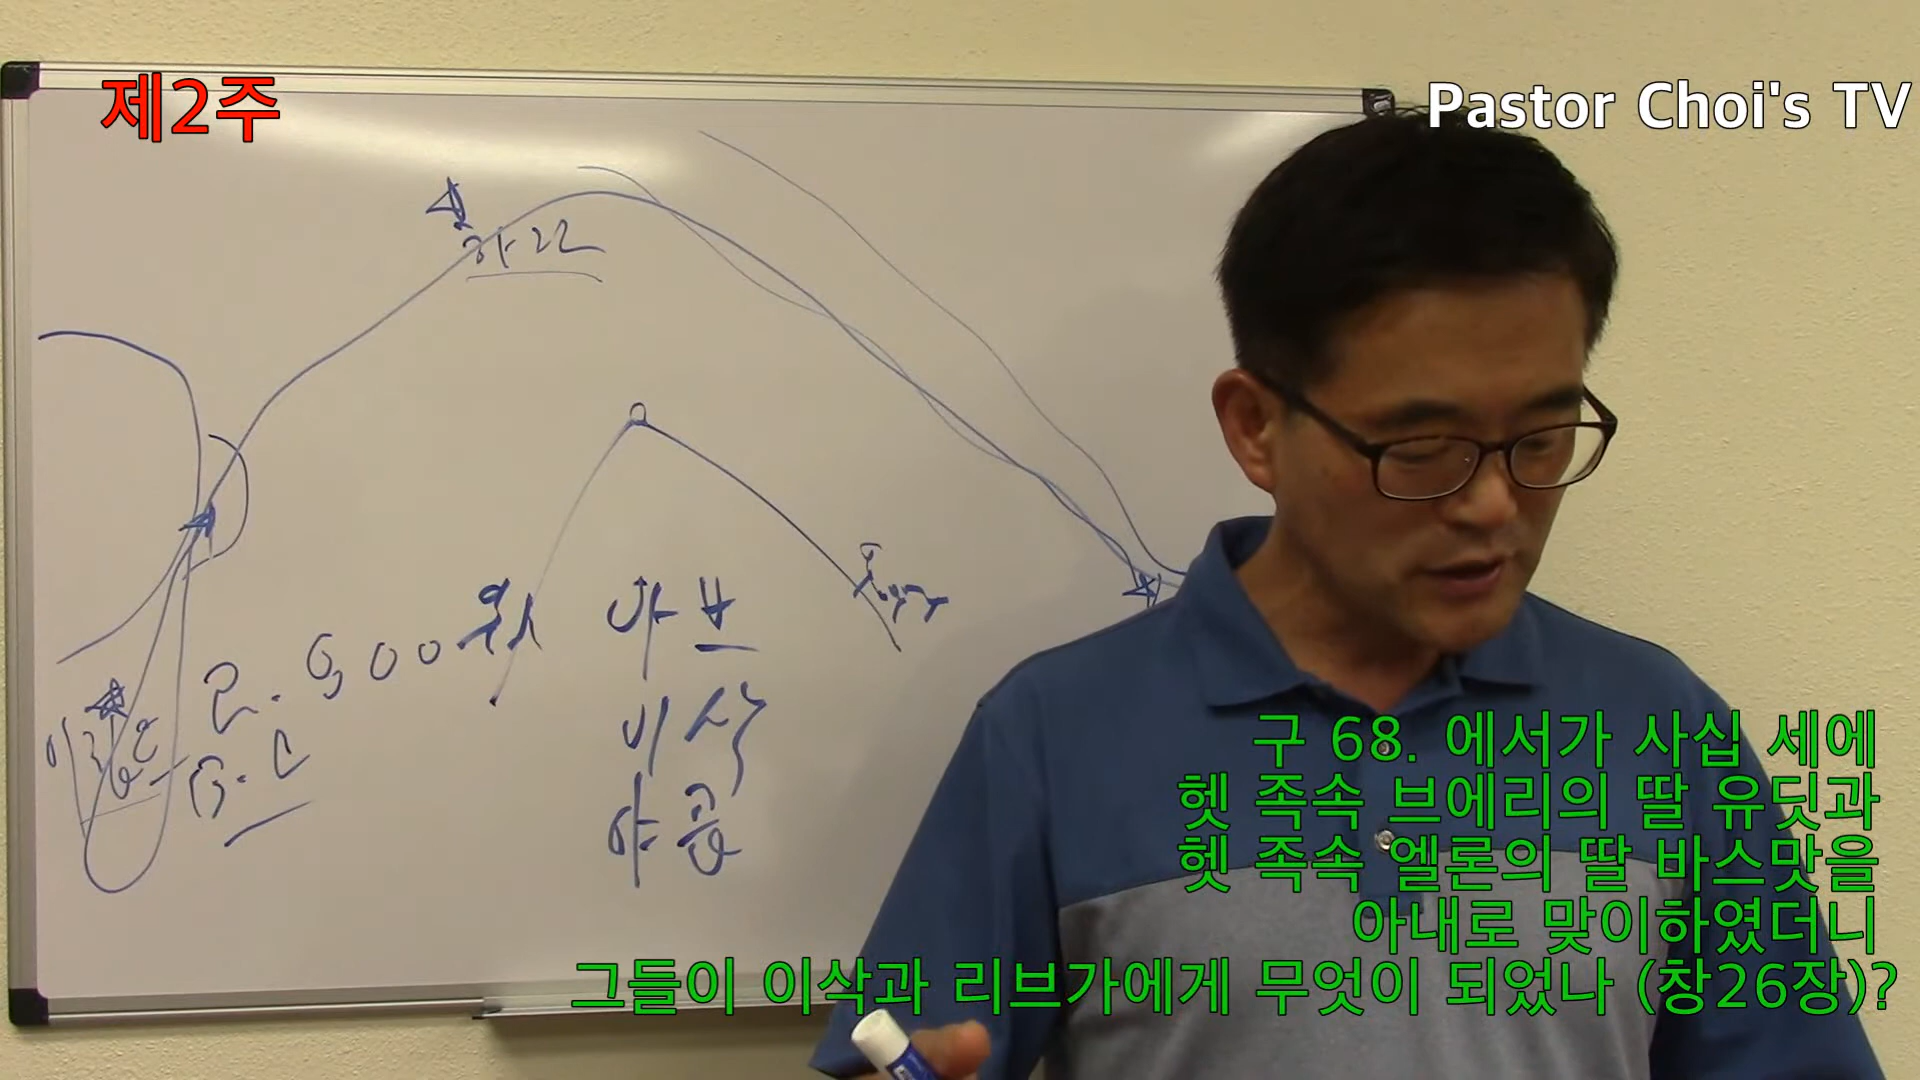 제2주
Pastor Choi's TV
하란
우스
아브
이삭
야곱
B.C
구 68. 에서가 사십 세에
헷 족속 브에리의 딸 유딧과
헷 족속 엘론의 딸 바스맛을
아내로 맞이하였더니
그들이 이삭과 리브가에게 무엇이 되었나 (창26장)?